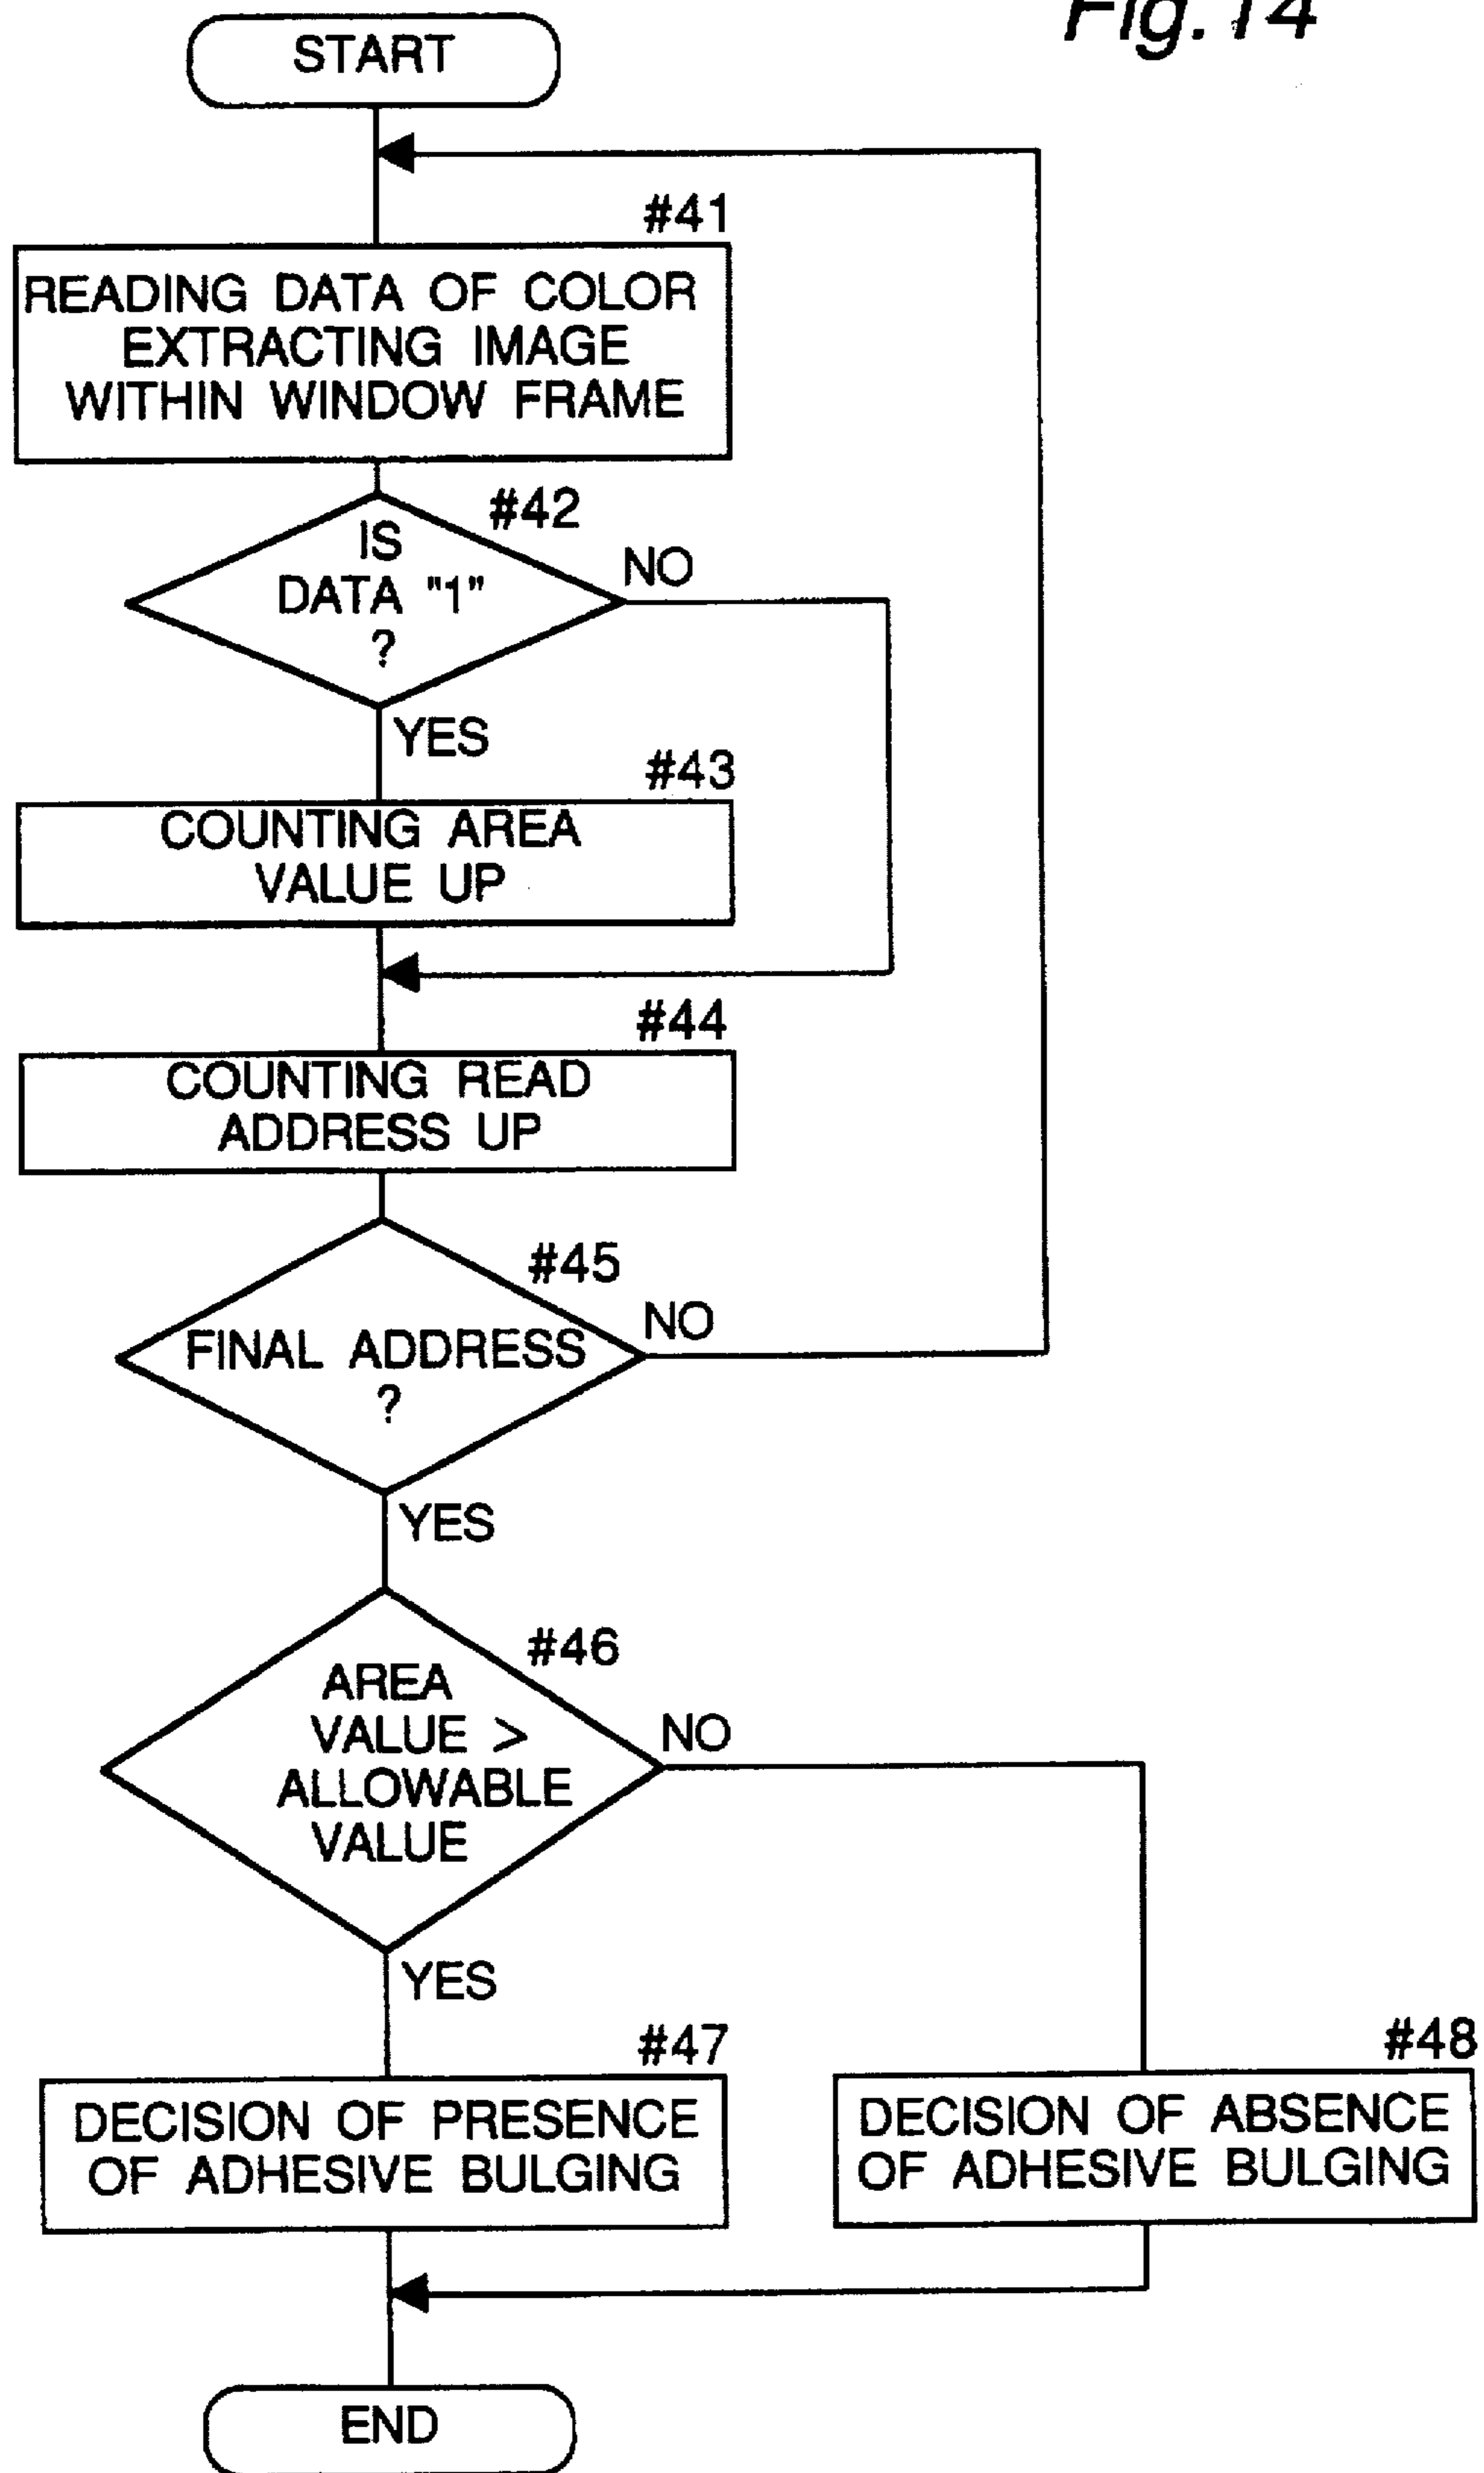 Fig.14
START
#41
READING DATA OF COLOR
EXTRACTING IMAGE
WITHIN WINDOW FRAME
#42
IS
DATA "1"
?
NO
YES
#43
COUNTING AREA
VALUE UP
#44
COUNTING READ
ADDRESS UP
#45
FINAL ADDRESS
?
NO
YES
#46
AREA
VALUE >
ALLOWABLE
VALUE
NO
YES
#47
DECISION OF PRESENCE
OF ADHESIVE BULGING
#48
DECISION OF ABSENCE
OF ADHESIVE BULGING
END